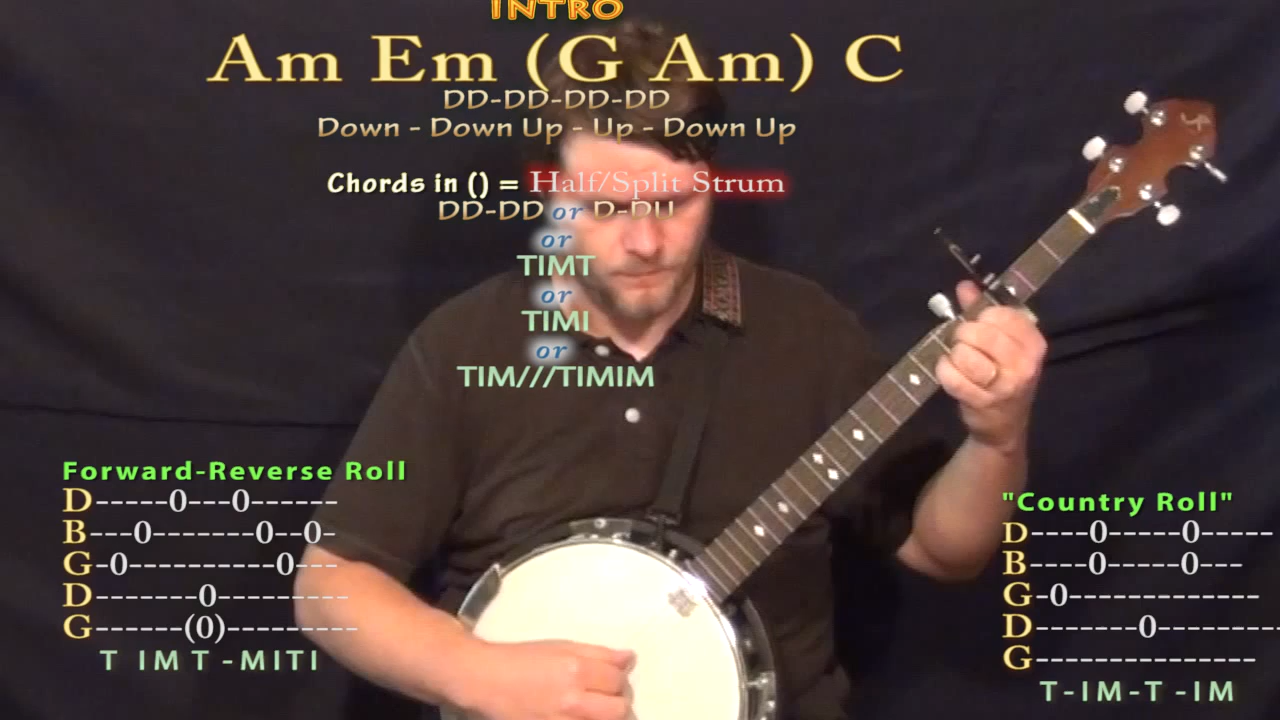 INTRO
Am Em (G Am) C
DD-DD-DD-DD
Down - Down Up - Up - Down Up
Chords in () = Half/Split Strum
DD-DD or D-DU
or
TIMT
or
TIMI
or
TIM///TIMIM
Forward-Reverse Roll
D-----0---0------
B---0--------0--0-
G-0----------0---
D-------0---------
G------(0)---------
T IM T -MITI
"Country Roll"
D----0-----0-----
B----0-----0---
G-0-------------
D-------0--------
G---------------
T-IM-T -IM